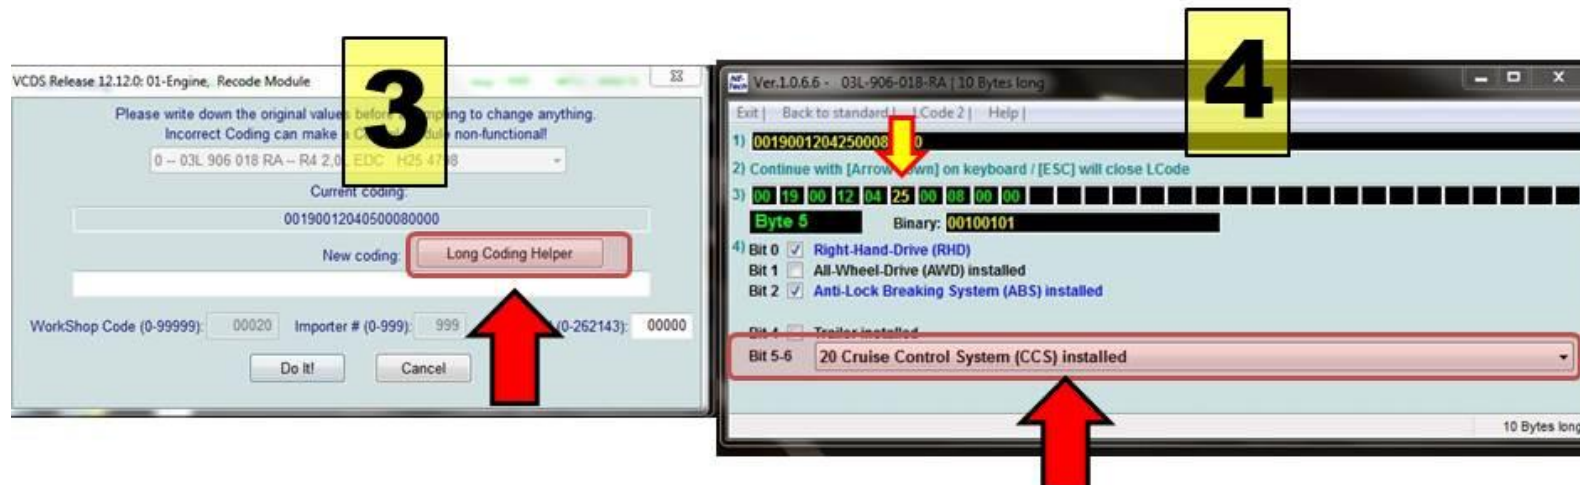 3
VCDS Release 12.12.0: 01-Engine, Recode Module
Please write down the original values before to change anything.
Incorrect Coding can make a non-functional!
0 -- 03L 906 018 RA -- R4 2,0L EDC H25 4798
Current coding:
00190012040500080000
New coding: Long Coding Helper
WorkShop Code (0-99999): 00020 Importer # (0-999): 999 (0-262143): 00000
Do It! Cancel
4
Ver.1.0.6.6 - 03L-906-018-RA | 10 Bytes long
Exit | Back to standard | LCode 2 | Help |
1) 0019001204250008 0
2) Continue with [Arrow down] on keyboard / [ESC] will close LCode
3) 00 19 00 12 04 25 00 08 00 00
Byte 5 Binary: 00100101
4) Bit 0 Right-Hand-Drive (RHD)
Bit 1 All-Wheel-Drive (AWD) installed
Bit 2 Anti-Lock Breaking System (ABS) installed
Bit 4 Trailer installed
Bit 5-6 20 Cruise Control System (CCS) installed
10 Bytes long